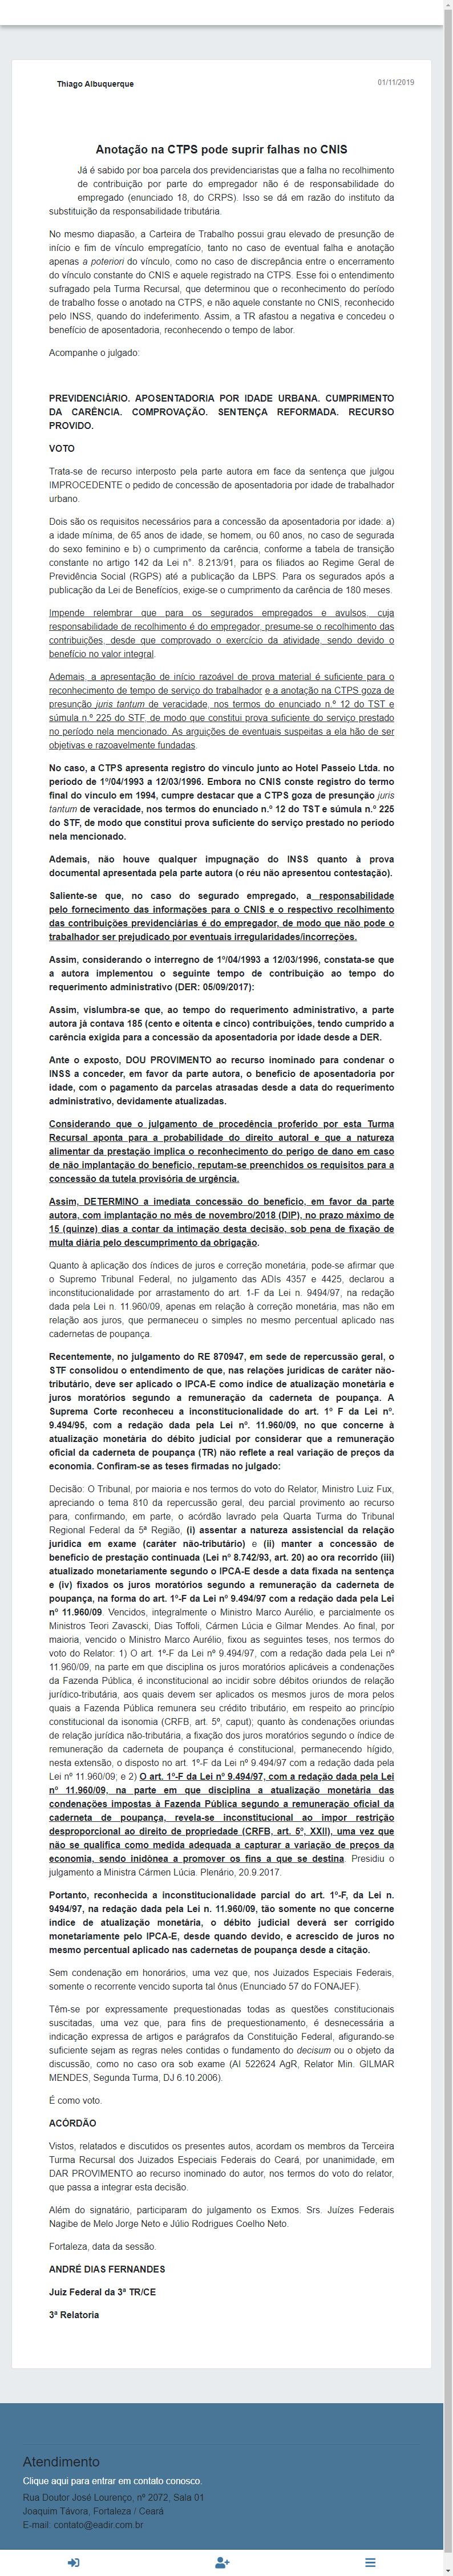 Thiago Albuquerque
01/11/2019
Anotação na CTPS pode suprir falhas no CNIS
Já é sabido por boa parcela dos previdenciaristas que a falha no recolhimento
de contribuição por parte do empregador não é de responsabilidade do
empregado (enunciado 18, do CRPS). Isso se dá em razão do instituto da
substituição da responsabilidade tributária.
No mesmo diapasão, a Carteira de Trabalho possui grau elevado de presunção de
início e fim de vínculo empregatício, tanto no caso de eventual falha e anotação
apenas a poteriori do vínculo, como no caso de discrepância entre o encerramento
do vínculo constante do CNIS e aquele registrado na CTPS. Esse foi o entendimento
sufragado pela Turma Recursal, que determinou que o reconhecimento do período
de trabalho fosse o anotado na CTPS, e não aquele constante no CNIS, reconhecido
pelo INSS, quando do indeferimento. Assim, a TR afastou a negativa e concedeu o
benefício de aposentadoria, reconhecendo o tempo de labor.
Acompanhe o julgado:
PREVIDENCIÁRIO. APOSENTADORIA POR IDADE URBANA. CUMPRIMENTO
DA CARÊNCIA. COMPROVAÇÃO. SENTENÇA REFORMADA. RECURSO
PROVIDO.
VOTO
Trata-se de recurso interposto pela parte autora em face da sentença que julgou
IMPROCEDENTE o pedido de concessão de aposentadoria por idade de trabalhador
urbano.
Dois são os requisitos necessários para a concessão da aposentadoria por idade: a)
a idade mínima, de 65 anos de idade, se homem, ou 60 anos, no caso de segurada
do sexo feminino e b) o cumprimento da carência, conforme a tabela de transição
constante no artigo 142 da Lei n°. 8.213/91, para os filiados ao Regime Geral de
Previdência Social (RGPS) até a publicação da LBPS. Para os segurados após a
publicação da Lei de Benefícios, exige-se o cumprimento da carência de 180 meses.
Impende relembrar que para os segurados empregados e avulsos, cuja
responsabilidade de recolhimento é do empregador, presume-se o recolhimento das
contribuições, desde que comprovado o exercício da atividade, sendo devido o
benefício no valor integral.
Ademais, a apresentação de início razoável de prova material é suficiente para o
reconhecimento de tempo de serviço do trabalhador e a anotação na CTPS goza de
presunção juris tantum de veracidade, nos termos do enunciado n.º 12 do TST e
súmula n.º 225 do STF, de modo que constitui prova suficiente do serviço prestado
no período nela mencionado. As arguições de eventuais suspeitas a ela hão de ser
objetivas e razoavelmente fundadas.
No caso, a CTPS apresenta registro do vínculo junto ao Hotel Passeio Ltda. no
período de 1º/04/1993 a 12/03/1996. Embora no CNIS conste registro do termo
final do vínculo em 1994, cumpre destacar que a CTPS goza de presunção juris
tantum de veracidade, nos termos do enunciado n.º 12 do TST e súmula n.º 225
do STF, de modo que constitui prova suficiente do serviço prestado no período
nela mencionado.
Ademais, não houve qualquer impugnação do INSS quanto à prova
documental apresentada pela parte autora (o réu não apresentou contestação).
Saliente-se que, no caso do segurado empregado, a responsabilidade
pelo fornecimento das informações para o CNIS e o respectivo recolhimento
das contribuições previdenciárias é do empregador, de modo que não pode o
trabalhador ser prejudicado por eventuais irregularidades/incorreções.
Assim, considerando o interregno de 1º/04/1993 a 12/03/1996, constata-se que
a autora implementou o seguinte tempo de contribuição ao tempo do
requerimento administrativo (DER: 05/09/2017):
Assim, vislumbra-se que, ao tempo do requerimento administrativo, a parte
autora já contava 185 (cento e oitenta e cinco) contribuições, tendo cumprido a
carência exigida para a concessão da aposentadoria por idade desde a DER.
Ante o exposto, DOU PROVIMENTO ao recurso inominado para condenar o
INSS a conceder, em favor da parte autora, o benefício de aposentadoria por
idade, com o pagamento da parcelas atrasadas desde a data do requerimento
administrativo, devidamente atualizadas.
Considerando que o julgamento de procedência proferido por esta Turma
Recursal aponta para a probabilidade do direito autoral e que a natureza
alimentar da prestação implica o reconhecimento do perigo de dano em caso
de não implantação do benefício, reputam-se preenchidos os requisitos para a
concessão da tutela provisória de urgência.
Assim, DETERMINO a imediata concessão do benefício, em favor da parte
autora, com implantação no mês de novembro/2018 (DIP), no prazo máximo de
15 (quinze) dias a contar da intimação desta decisão, sob pena de fixação de
multa diária pelo descumprimento da obrigação.
Quanto à aplicação dos índices de juros e correção monetária, pode-se afirmar que
o Supremo Tribunal Federal, no julgamento das ADIs 4357 e 4425, declarou a
inconstitucionalidade por arrastamento do art. 1-F da Lei n. 9494/97, na redação
dada pela Lei n. 11.960/09, apenas em relação à correção monetária, mas não em
relação aos juros, que permaneceu o simples no mesmo percentual aplicado nas
cadernetas de poupança.
Recentemente, no julgamento do RE 870947, em sede de repercussão geral, o
STF consolidou o entendimento de que, nas relações jurídicas de caráter não-
tributário, deve ser aplicado o IPCA-E como índice de atualização monetária e
juros moratórios segundo a remuneração da caderneta de poupança. A
Suprema Corte reconheceu a inconstitucionalidade do art. 1º F da Lei nº.
9.494/95, com a redação dada pela Lei nº. 11.960/09, no que concerne à
atualização monetária do débito judicial por considerar que a remuneração
oficial da caderneta de poupança (TR) não reflete a real variação de preços da
economia. Confiram-se as teses firmadas no julgado:
Decisão: O Tribunal, por maioria e nos termos do voto do Relator, Ministro Luiz Fux,
apreciando o tema 810 da repercussão geral, deu parcial provimento ao recurso
para, confirmando, em parte, o acórdão lavrado pela Quarta Turma do Tribunal
Regional Federal da 5ª Região, (i) assentar a natureza assistencial da relação
jurídica em exame (caráter não-tributário) e (ii) manter a concessão de
benefício de prestação continuada (Lei nº 8.742/93, art. 20) ao ora recorrido (iii)
atualizado monetariamente segundo o IPCA-E desde a data fixada na sentença
e (iv) fixados os juros moratórios segundo a remuneração da caderneta de
poupança, na forma do art. 1º-F da Lei nº 9.494/97 com a redação dada pela Lei
nº 11.960/09. Vencidos, integralmente o Ministro Marco Aurélio, e parcialmente os
Ministros Teori Zavascki, Dias Toffoli, Cármen Lúcia e Gilmar Mendes. Ao final, por
maioria, vencido o Ministro Marco Aurélio, fixou as seguintes teses, nos termos do
voto do Relator: 1) O art. 1º-F da Lei nº 9.494/97, com a redação dada pela Lei nº
11.960/09, na parte em que disciplina os juros moratórios aplicáveis a condenações
da Fazenda Pública, é inconstitucional ao incidir sobre débitos oriundos de relação
jurídico-tributária, aos quais devem ser aplicados os mesmos juros de mora pelos
quais a Fazenda Pública remunera seu crédito tributário, em respeito ao princípio
constitucional da isonomia (CRFB, art. 5º, caput); quanto às condenações oriundas
de relação jurídica não-tributária, a fixação dos juros moratórios segundo o índice de
remuneração da caderneta de poupança é constitucional, permanecendo hígido,
nesta extensão, o disposto no art. 1º-F da Lei nº 9.494/97 com a redação dada pela
Lei nº 11.960/09; e 2) O art. 1º-F da Lei nº 9.494/97, com a redação dada pela Lei
nº 11.960/09, na parte em que disciplina a atualização monetária das
condenações impostas à Fazenda Pública segundo a remuneração oficial da
caderneta de poupança, revela-se inconstitucional ao impor restrição
desproporcional ao direito de propriedade (CRFB, art. 5º, XXII), uma vez que
não se qualifica como medida adequada a capturar a variação de preços da
economia, sendo inidônea a promover os fins a que se destina. Presidiu o
julgamento a Ministra Cármen Lúcia. Plenário, 20.9.2017.
Portanto, reconhecida a inconstitucionalidade parcial do art. 1º-F, da Lei n.
9494/97, na redação dada pela Lei n. 11.960/09, tão somente no que concerne
índice de atualização monetária, o débito judicial deverá ser corrigido
monetariamente pelo IPCA-E, desde quando devido, e acrescido de juros no
mesmo percentual aplicado nas cadernetas de poupança desde a citação.
Sem condenação em honorários, uma vez que, nos Juizados Especiais Federais,
somente o recorrente vencido suporta tal ônus (Enunciado 57 do FONAJEF).
Têm-se por expressamente prequestionadas todas as questões constitucionais
suscitadas, uma vez que, para fins de prequestionamento, é desnecessária a
indicação expressa de artigos e parágrafos da Constituição Federal, afigurando-se
suficiente sejam as regras neles contidas o fundamento do decisum ou o objeto da
discussão, como no caso ora sob exame (AI 522624 AgR, Relator Min. GILMAR
MENDES, Segunda Turma, DJ 6.10.2006).
É como voto.
ACÓRDÃO
Vistos, relatados e discutidos os presentes autos, acordam os membros da Terceira
Turma Recursal dos Juizados Especiais Federais do Ceará, por unanimidade, em
DAR PROVIMENTO ao recurso inominado do autor, nos termos do voto do relator,
que passa a integrar esta decisão.
Além do signatário, participaram do julgamento os Exmos. Srs. Juízes Federais
Nagibe de Melo Jorge Neto e Júlio Rodrigues Coelho Neto.
Fortaleza, data da sessão.
ANDRÉ DIAS FERNANDES
Juiz Federal da 3ª TR/CE
3ª Relatoria
Atendimento
Clique aqui para entrar em contato conosco.
Rua Doutor José Lourenço, nº 2072, Sala 01
Joaquim Távora, Fortaleza / Ceará
E-mail: contato@eadir.com.br